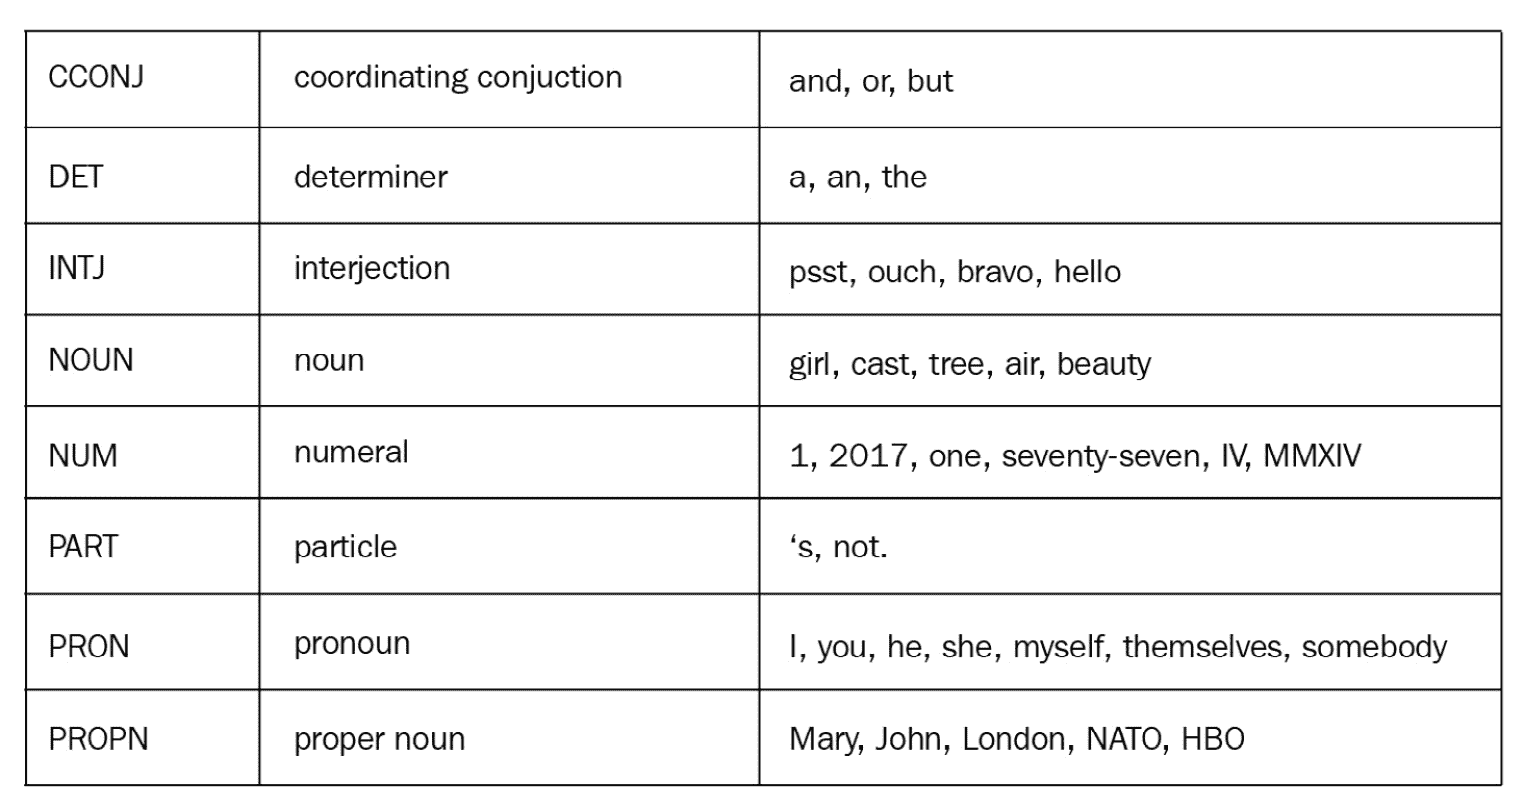 CCONJ coordinating conjuction and, or, but
DET determiner a, an, the
INTJ interjection psst, ouch, bravo, hello
NOUN noun girl, cast, tree, air, beauty
NUM numeral 1, 2017, one, seventy-seven, IV, MMXIV
PART particle ‘s, not.
PRON pronoun I, you, he, she, myself, themselves, somebody
PROPN proper noun Mary, John, London, NATO, HBO